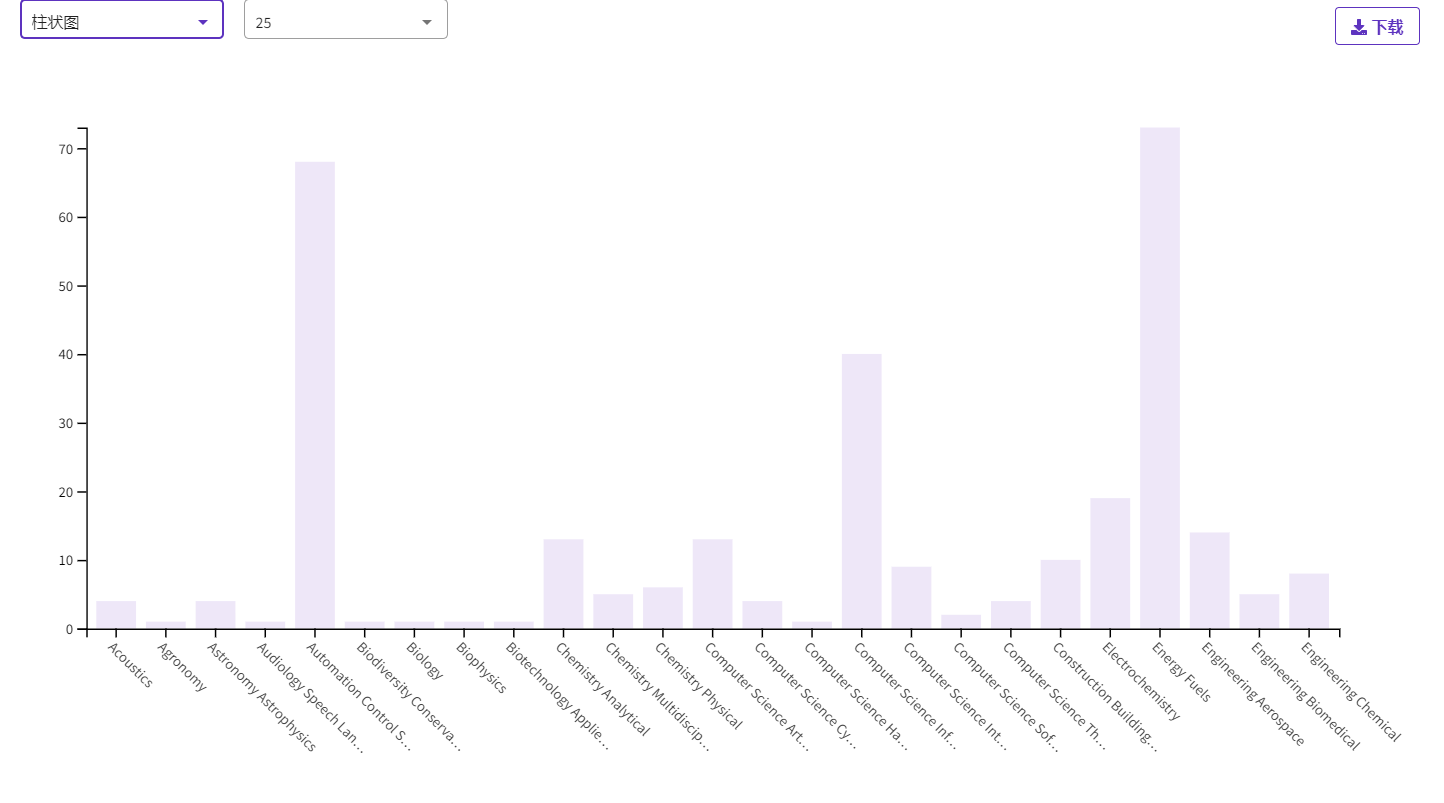 柱状图
25
下载
70
60
50
40
30
20
10
0
Acoustics
Agronomy
Astronomy Astrophysics
Audiology Speech Lan...
Automation Control S...
Biodiversity Conserva...
Biology
Biophysics
Biotechnology Applie...
Chemistry Analytical
Chemistry Multidiscip...
Chemistry Physical
Computer Science Art...
Computer Science Cy...
Computer Science Ha...
Computer Science Inf...
Computer Science Int...
Computer Science Sof...
Computer Science Th...
Construction Building...
Electrochemistry
Energy Fuels
Engineering Aerospace
Engineering Biomedical
Engineering Chemical